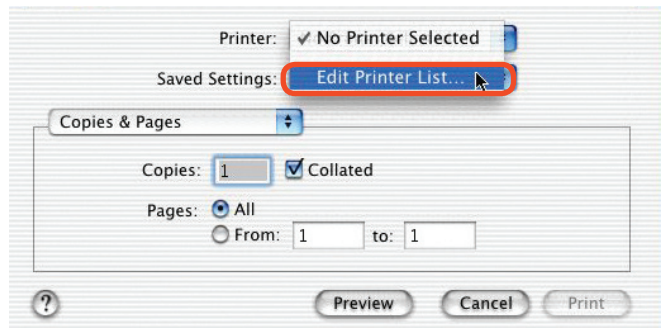 Printer: ✓ No Printer Selected
Saved Settings: Edit Printer List...
Copies & Pages
Copies: 1 Collated
Pages: All
From: 1 to: 1
? Preview Cancel Print